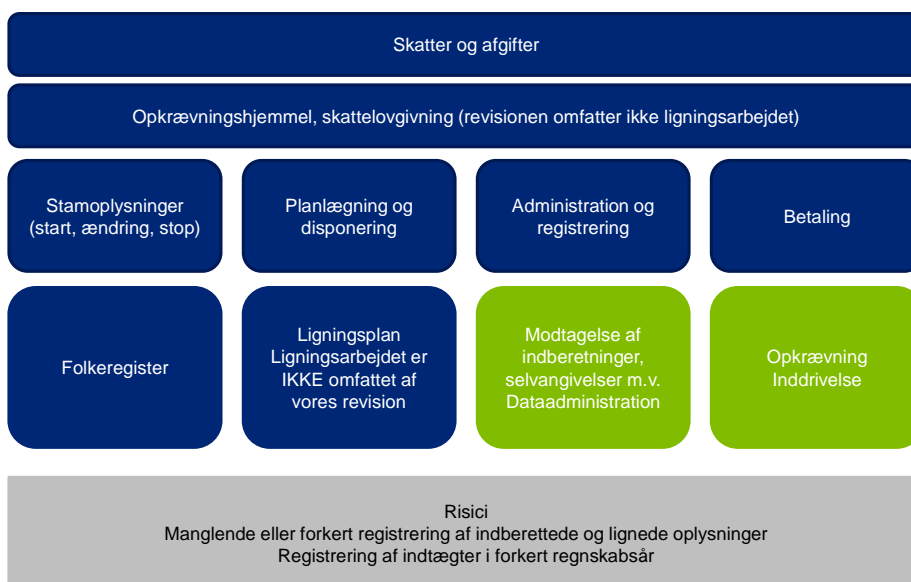 Skatter og afgifter
Opkrævningshjemmel, skattelovgivning (revisionen omfatter ikke ligningsarbejdet)
Stamoplysninger
(start, ændring, stop)
Planlægning og
disponering
Administration og
registrering
Betaling
Folkeregister
Ligningsplan
Ligningsarbejdet er
IKKE omfattet af
vores revision
Modtagelse af
indberetninger,
selvangivelser m.v.
Dataadministration
Opkrævning
Inddrivelse
Risici
Manglende eller forkert registrering af indberettede og lignede oplysninger
Registrering af indtægter i forkert regnskabsår